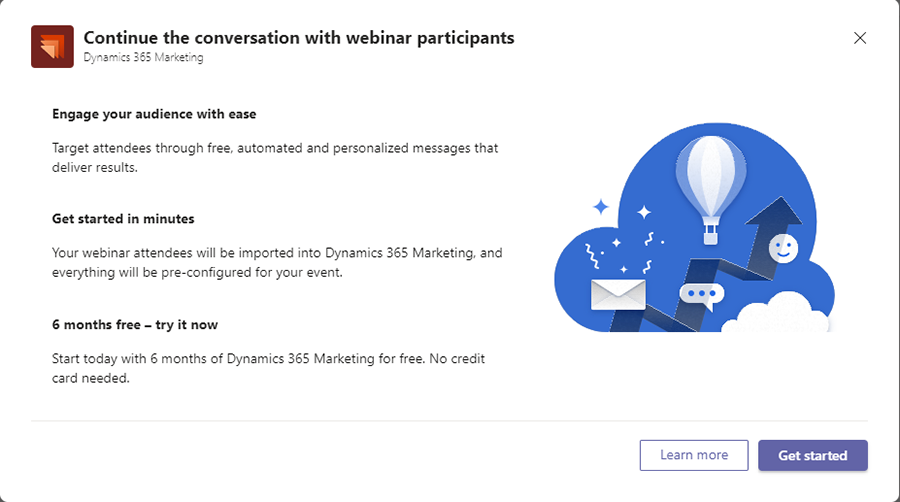 Continue the conversation with webinar participants
Dynamics 365 Marketing
Engage your audience with ease
Target attendees through free, automated and personalized messages that
deliver results.
Get started in minutes
Your webinar attendees will be imported into Dynamics 365 Marketing, and
everything will be pre-configured for your event.
6 months free – try it now
Start today with 6 months of Dynamics 365 Marketing for free. No credit
card needed.
Learn more
Get started